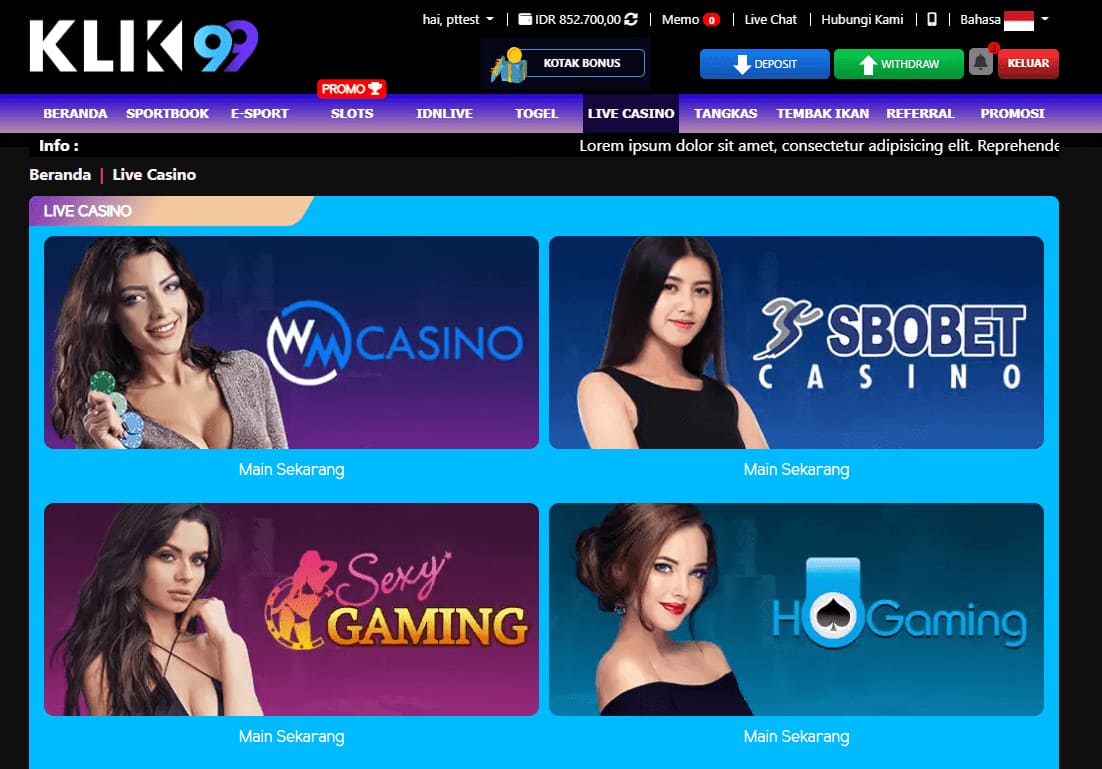 KLIK99
hai, pttest
IDR 852.700,00
Memo 0
Live Chat
Hubungi Kami
Bahasa
KOTAK BONUS
DEPOSIT
WITHDRAW
KELUAR
PROMO
BERANDA SPORTBOOK E-SPORT SLOTS IDNLIVE TOGEL LIVE CASINO TANGKAS TEMBAK IKAN REFERRAL PROMOSI
Info : Lorem ipsum dolor sit amet, consectetur adipisicing elit. Reprehende
Beranda | Live Casino
LIVE CASINO
WM CASINO
Main Sekarang
SBOBET
CASINO
Main Sekarang
Sexy
GAMING
Main Sekarang
HOGaming
Main Sekarang